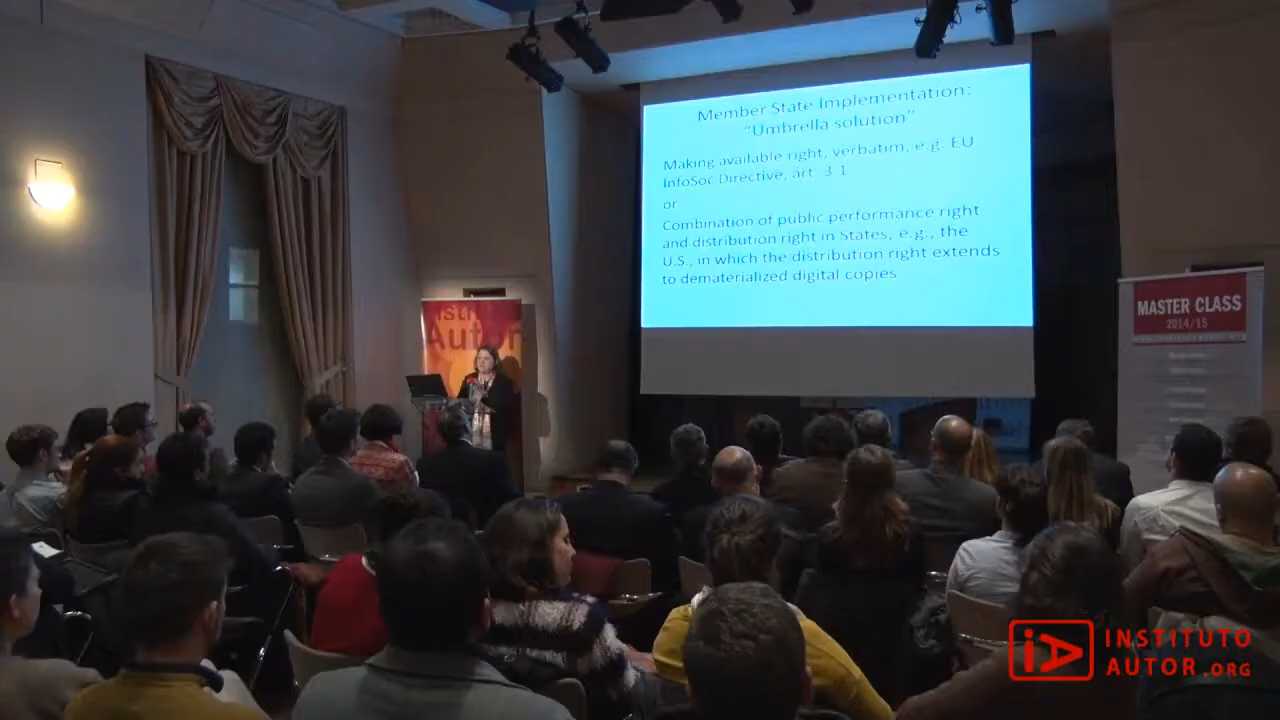 Member State Implementation:
"Umbrella solution"
Making available right, verbatim, e.g. EU
InfoSoc Directive, art. 3.1
or
Combination of public performance right
and distribution right in States, e.g., the
U.S., in which the distribution right extends
to dematerialized digital copies
Autor
MASTER CLASS
2014/15
INSTITUTO
AUTOR.ORG